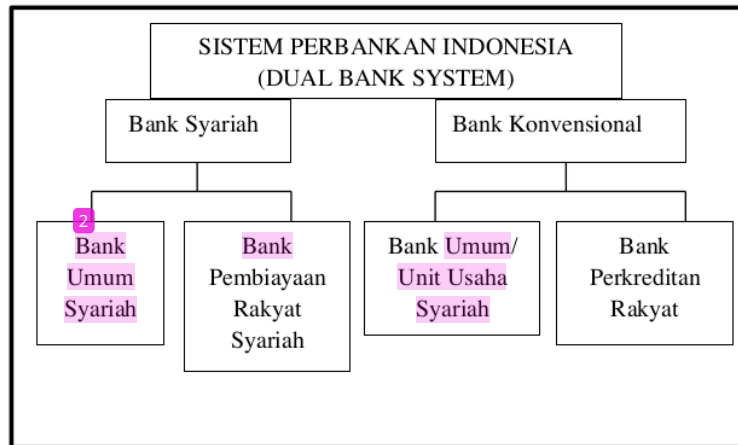 SISTEM PERBANKAN INDONESIA
(DUAL BANK SYSTEM)
Bank Syariah
Bank Konvensional
2
Bank
Umum
Syariah
Bank
Pembiayaan
Rakyat
Syariah
Bank Umum/
Unit Usaha
Syariah
Bank
Perkreditan
Rakyat